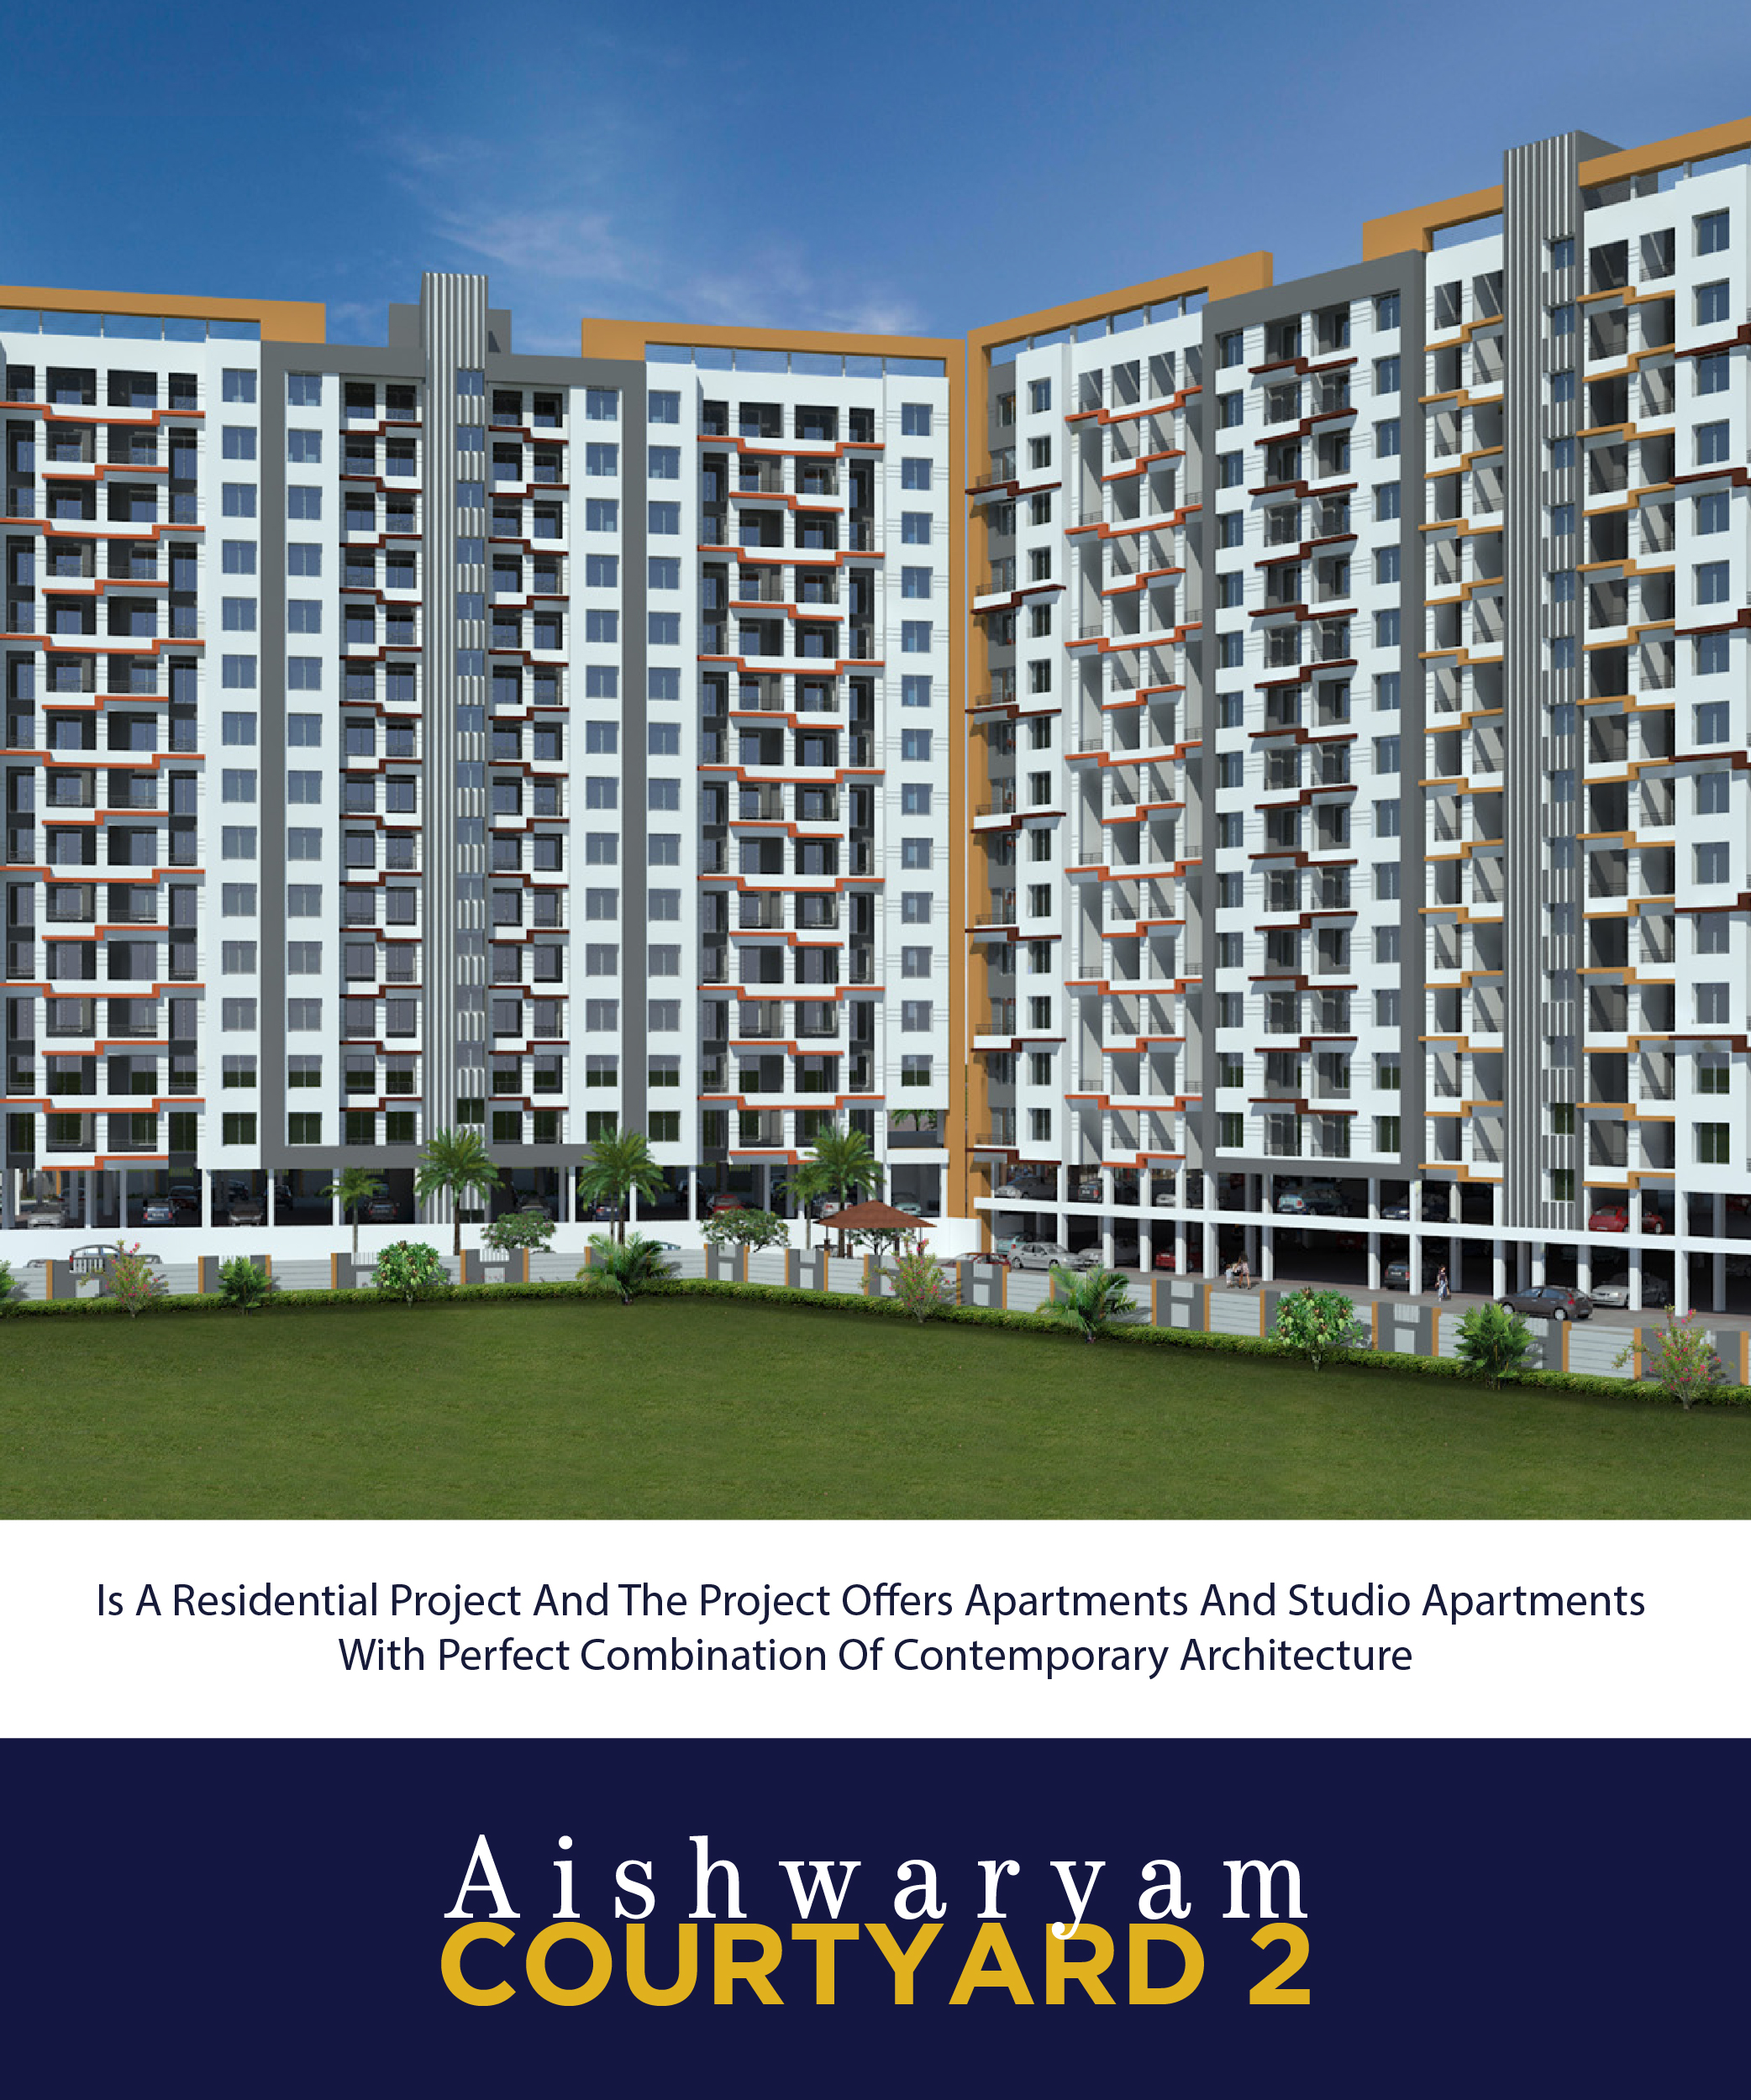 Is A Residential Project And The Project Offers Apartments And Studio Apartments
With Perfect Combination Of Contemporary Architecture
Aishwaryam
COURTYARD 2